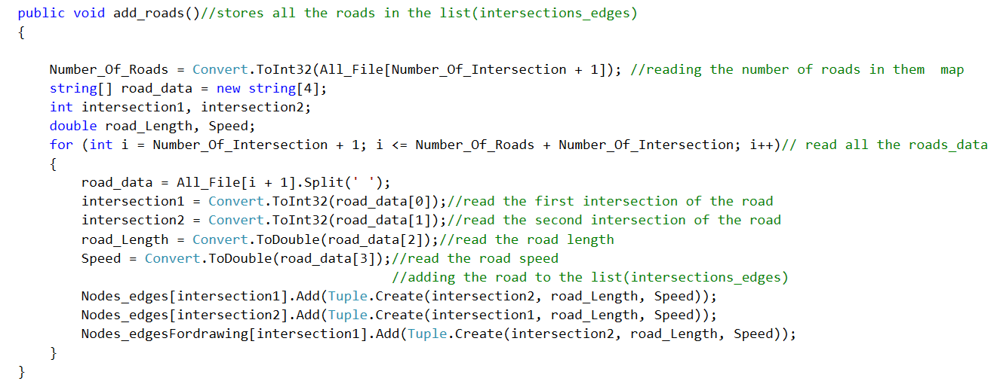 public void add_roads()//stores all the roads in the list(intersections_edges)
{
Number_Of_Roads = Convert.ToInt32(All_File[Number_Of_Intersection + 1]); //reading the number of roads in them  map
string[] road_data = new string[4];
int intersection1, intersection2;
double road_Length, Speed;
for (int i = Number_Of_Intersection + 1; i <= Number_Of_Roads + Number_Of_Intersection; i++)// read all the roads_data
{
road_data = All_File[i + 1].Split(' ');
intersection1 = Convert.ToInt32(road_data[0]);//read the first intersection of the road
intersection2 = Convert.ToInt32(road_data[1]);//read the second intersection of the road
road_Length = Convert.ToDouble(road_data[2]);//read the road length
Speed = Convert.ToDouble(road_data[3]);//read the road speed
//adding the road to the list(intersections_edges)
Nodes_edges[intersection1].Add(Tuple.Create(intersection2, road_Length, Speed));
Nodes_edges[intersection2].Add(Tuple.Create(intersection1, road_Length, Speed));
Nodes_edgesFordrawing[intersection1].Add(Tuple.Create(intersection2, road_Length, Speed));
}
}